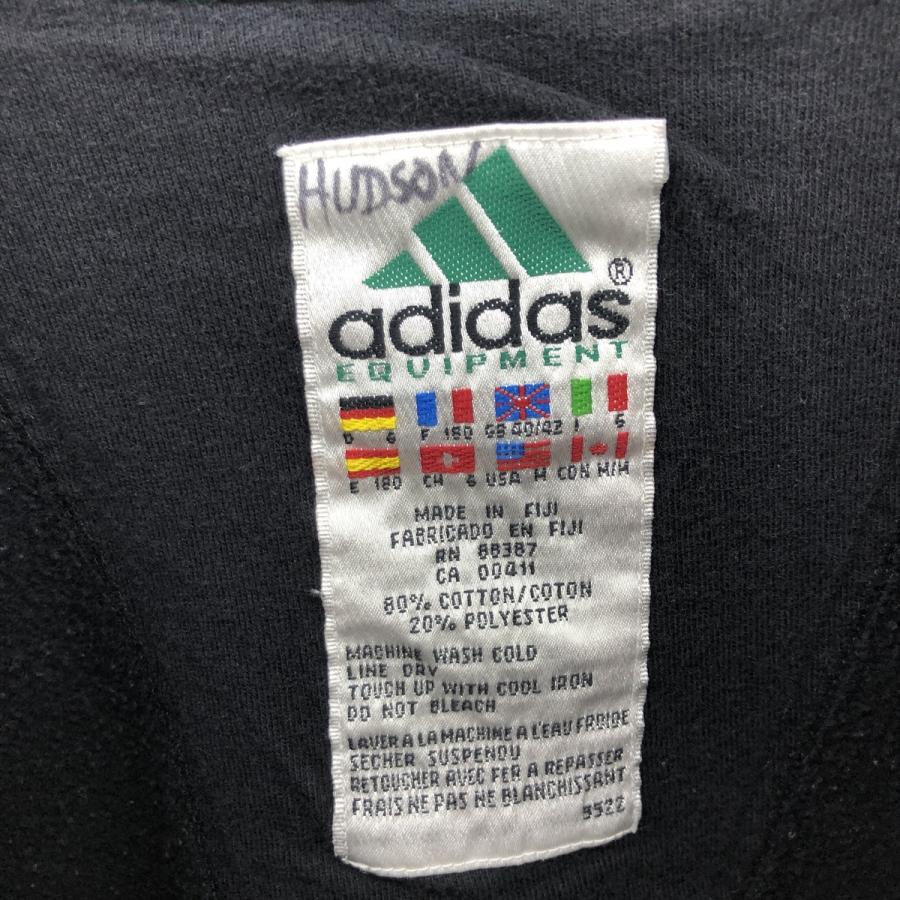 HUDSON
adidas®
EQUIPMENT
D 6 F 180 GB 40/42 I 6
E 180 CH 6 USA M CDN M/M
MADE IN FIJI
FABRICADO EN FIJI
RN 88387
CA 00411
80% COTTON/COTON
20% POLYESTER
MACHINE WASH COLD
LINE DRY
TOUCH UP WITH COOL IRON
DO NOT BLEACH
LAVER A LA MACHINE A L'EAU FROIDE
SECHER SUSPENDU
RETOUCHER AVEC FER A REPASSER
FRAIS NE PAS NE BLANCHISSANT